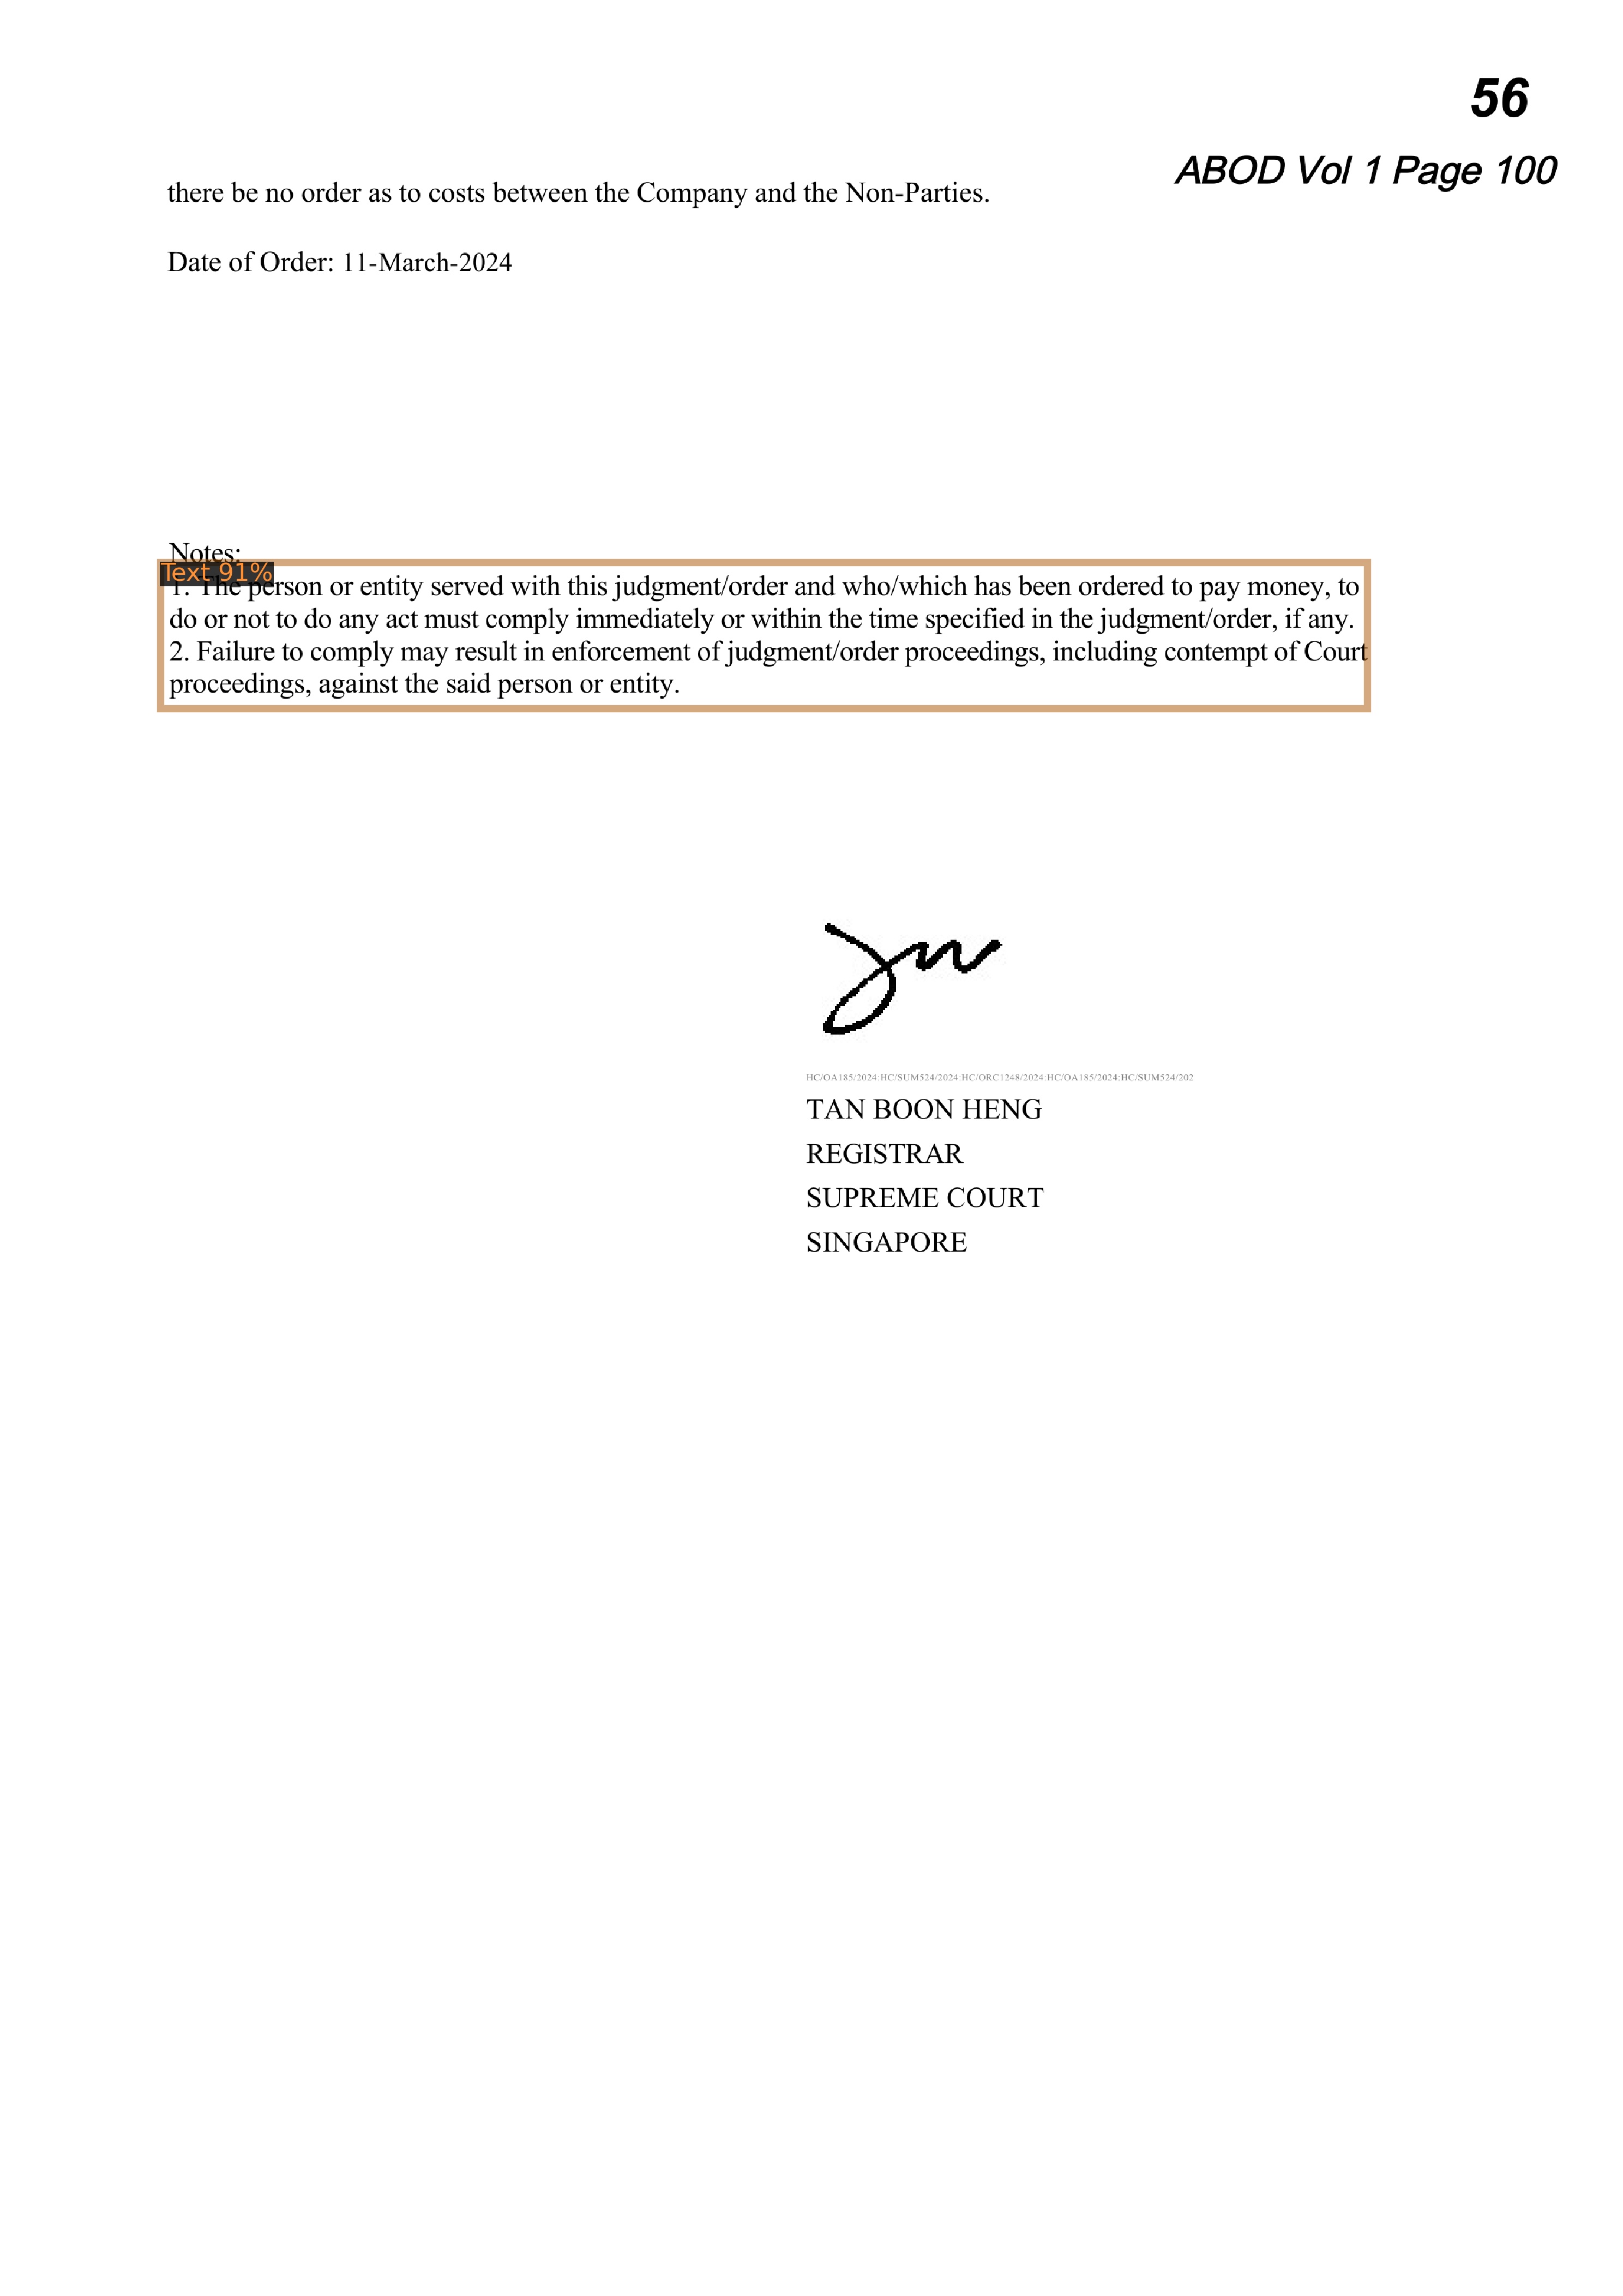 56
ABOD Vol 1 Page 100
there be no order as to costs between the Company and the Non-Parties.
Date of Order: 11-March-2024
Notes:
Text 91%
1. The person or entity served with this judgment/order and who/which has been ordered to pay money, to
do or not to do any act must comply immediately or within the time specified in the judgment/order, if any.
2. Failure to comply may result in enforcement of judgment/order proceedings, including contempt of Court
proceedings, against the said person or entity.
HC/OA185/2024:HC/SUM524/2024:HC/ORC1248/2024:HC/OA185/2024:HC/SUM524/202
TAN BOON HENG
REGISTRAR
SUPREME COURT
SINGAPORE